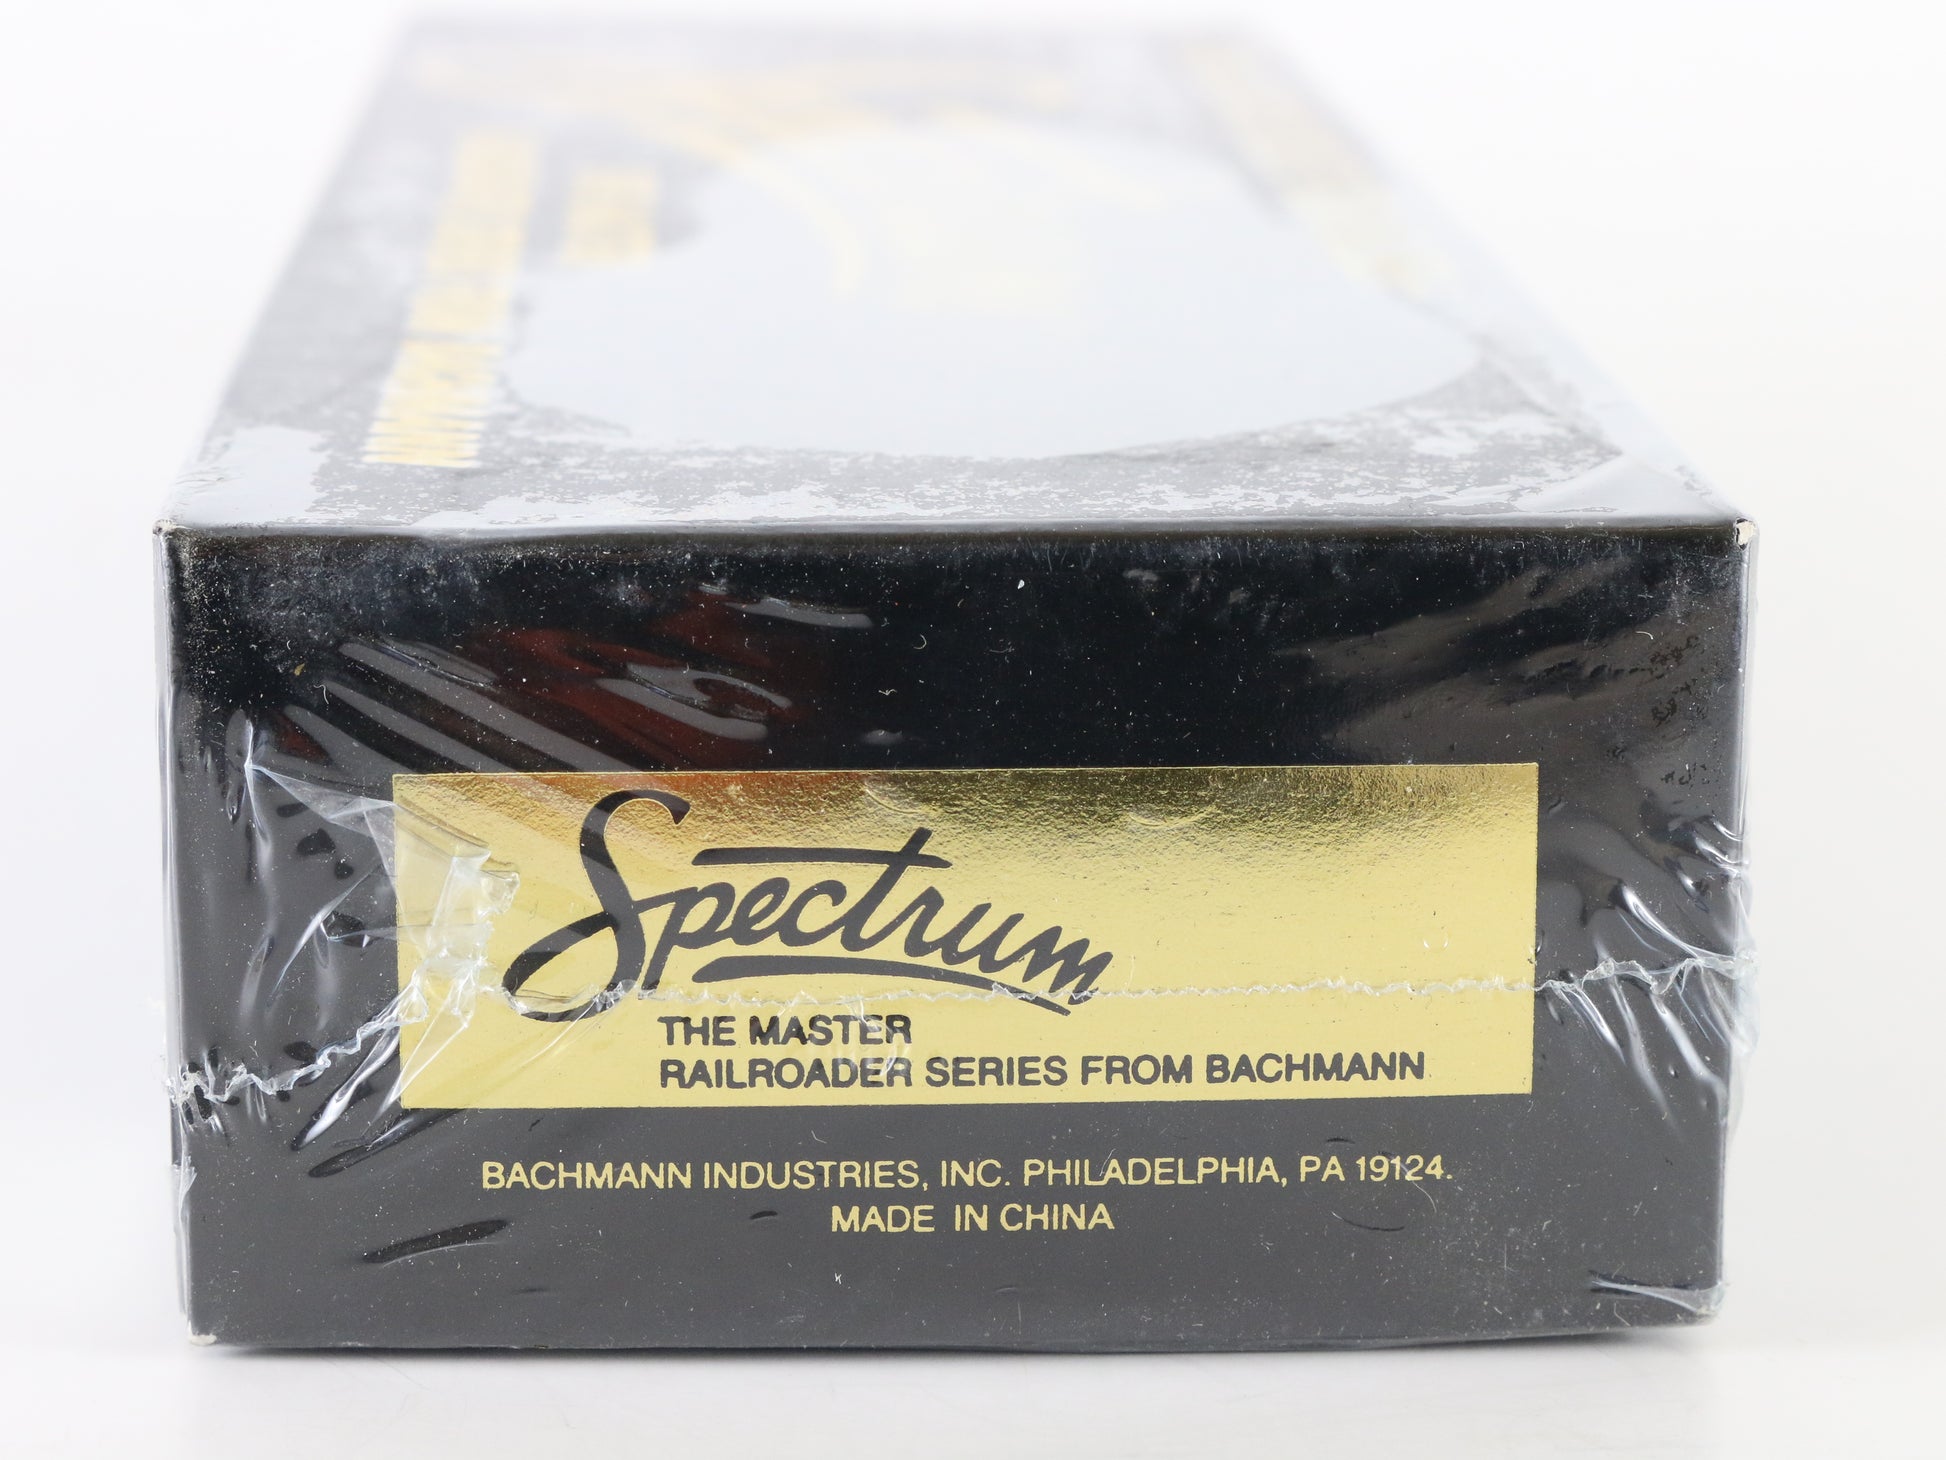 Spectrum
THE MASTER
RAILROADER SERIES FROM BACHMANN
BACHMANN INDUSTRIES, INC. PHILADELPHIA, PA 19124.
MADE IN CHINA